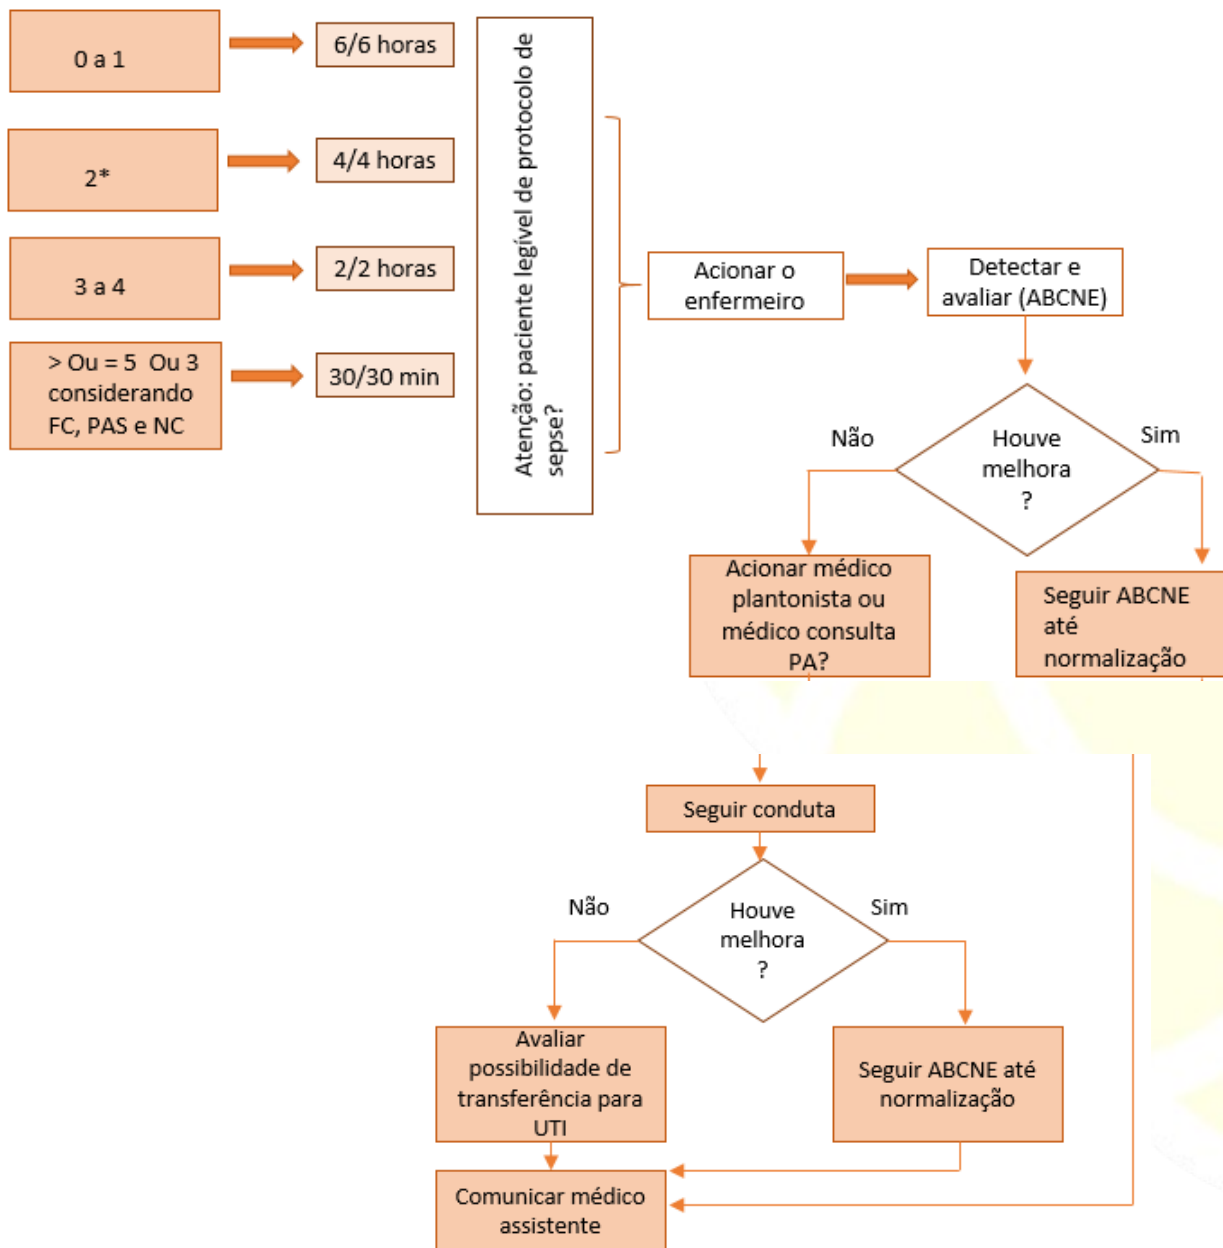 0 a 1
6/6 horas
2*
4/4 horas
3 a 4
2/2 horas
> Ou = 5 Ou 3
considerando
FC, PAS e NC
30/30 min
Atenção: paciente legível de protocolo de
sepse?
Acionar o
enfermeiro
Detectar e
avaliar (ABCNE)
Não
Houve
melhora
?
Sim
Acionar médico
plantonista ou
médico consulta
PA?
Seguir ABCNE
até
normalização
Seguir conduta
Não
Houve
melhora
?
Sim
Avaliar
possibilidade de
transferência para
UTI
Seguir ABCNE até
normalização
Comunicar médico
assistente